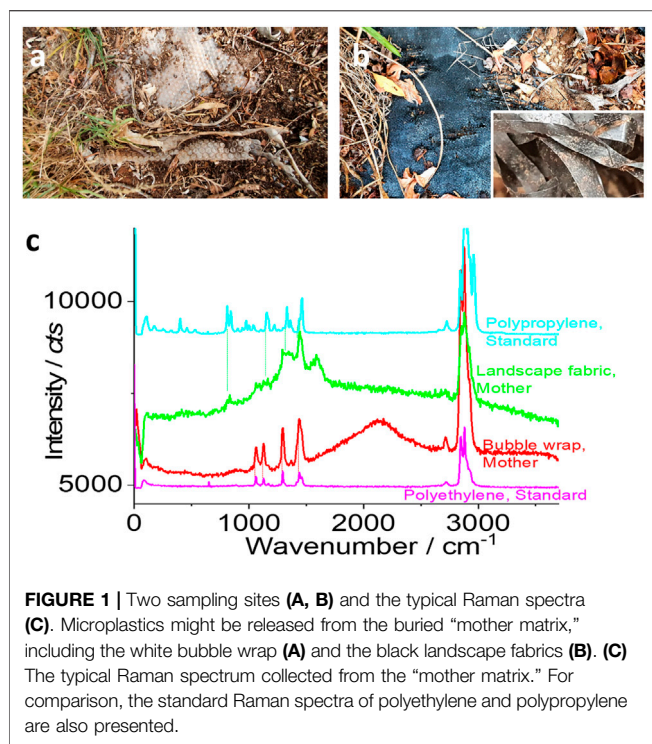 a
b
c
10000
5000
Intensity / cts
Polypropylene,
Standard
Landscape fabric,
Mother
Bubble wrap,
Mother
Polyethylene, Standard
0
1000
2000
3000
Wavenumber / cm-1
FIGURE 1 | Two sampling sites (A, B) and the typical Raman spectra
(C). Microplastics might be released from the buried “mother matrix,”
including the white bubble wrap (A) and the black landscape fabrics (B). (C)
The typical Raman spectrum collected from the “mother matrix.” For
comparison, the standard Raman spectra of polyethylene and polypropylene
are also presented.